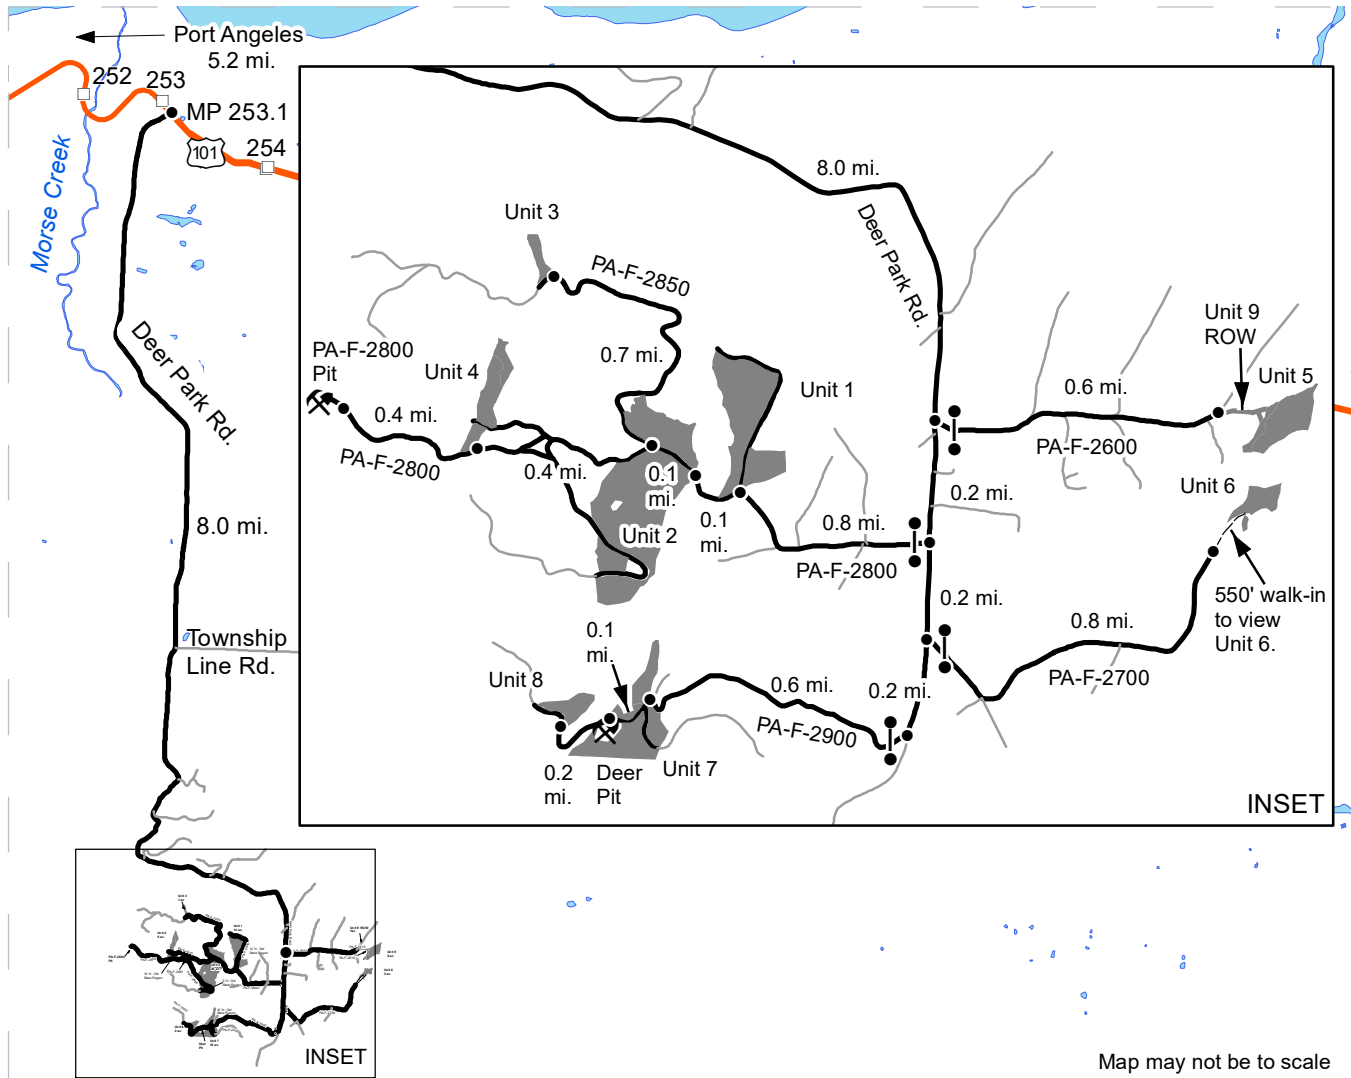 Port Angeles
5.2 mi.
252
253
MP 253.1
101
254
Morse Creek
Deer Park Rd.
8.0 mi.
Township
Line Rd.
8.0 mi.
Deer Park Rd.
Unit 3
PA-F-2850
0.7 mi.
PA-F-2800
Pit
Unit 4
0.4 mi.
PA-F-2800
0.4 mi.
Unit 1
0.1
mi.
Unit 2
0.1
mi.
0.8 mi.
PA-F-2800
Unit 9
ROW
Unit 5
0.6 mi.
PA-F-2600
0.2 mi.
Unit 6
550' walk-in
to view
Unit 6.
0.2 mi.
0.8 mi.
PA-F-2700
0.1
mi.
Unit 8
0.6 mi.
0.2 mi.
PA-F-2900
0.2
mi.
Deer
Pit
Unit 7
INSET
INSET
Map may not be to scale